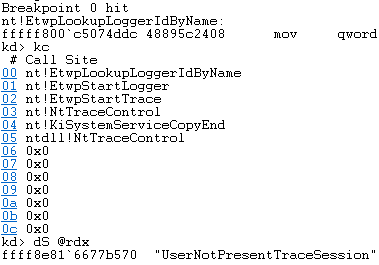 Breakpoint 0 hit
nt!EtwpLookupLoggerIdByName:
fffff800`c5074ddc 48895c2408 mov qword
kd> kc
# Call Site
00 nt!EtwpLookupLoggerIdByName
01 nt!EtwpStartLogger
02 nt!EtwpStartTrace
03 nt!NtTraceControl
04 nt!KiSystemServiceCopyEnd
05 ntdll!NtTraceControl
06 0x0
07 0x0
08 0x0
09 0x0
0a 0x0
0b 0x0
0c 0x0
kd> dS @rdx
ffff8e81`6677b570 "UserNotPresentTraceSession"